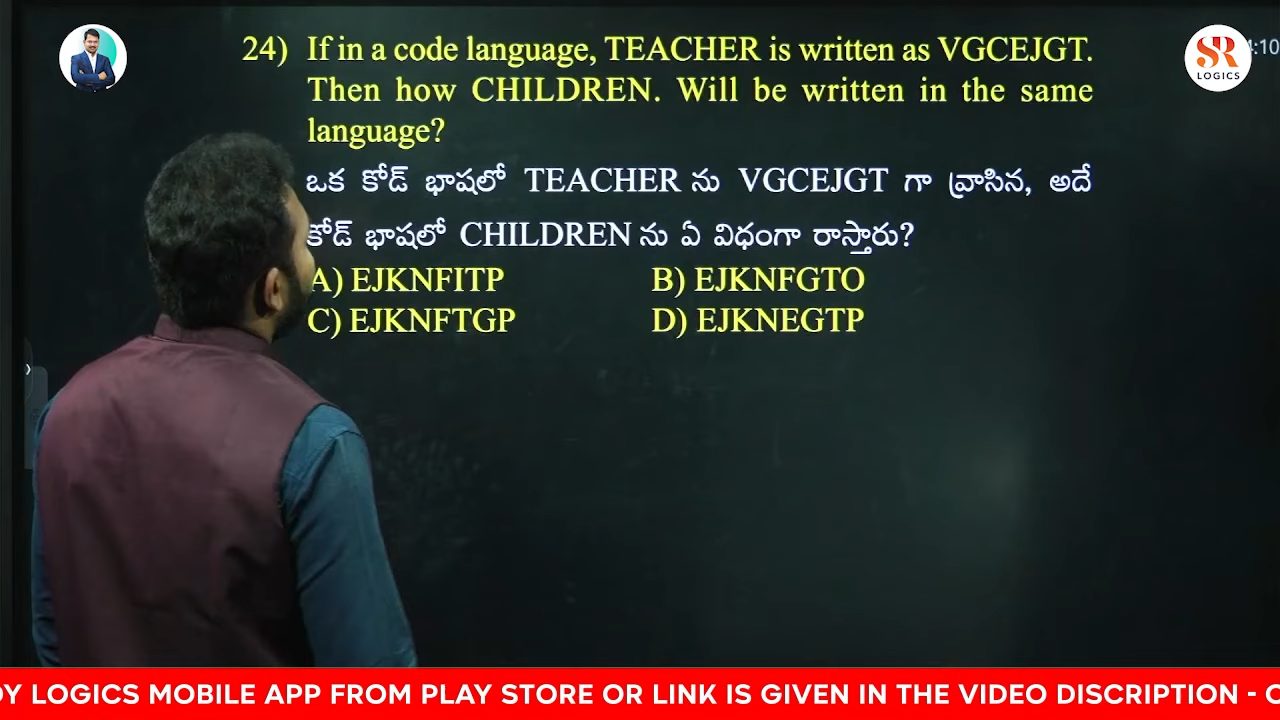 24) If in a code language, TEACHER is written as VGCEJGT.
Then how CHILDREN. Will be written in the same
language?
ఒక కోడ్ భాషలో TEACHER ను VGCEJGT గా వ్రాసిన, అదే
కోడ్ భాషలో CHILDREN ను ఏ విధంగా రాస్తారు?
A) EJKNFITP B) EJKNFGTO
C) EJKNFTGP D) EJKNEGTP
SR
LOGICS
:10
LOGICS MOBILE APP FROM PLAY STORE OR LINK IS GIVEN IN THE VIDEO DISCRIPTION -